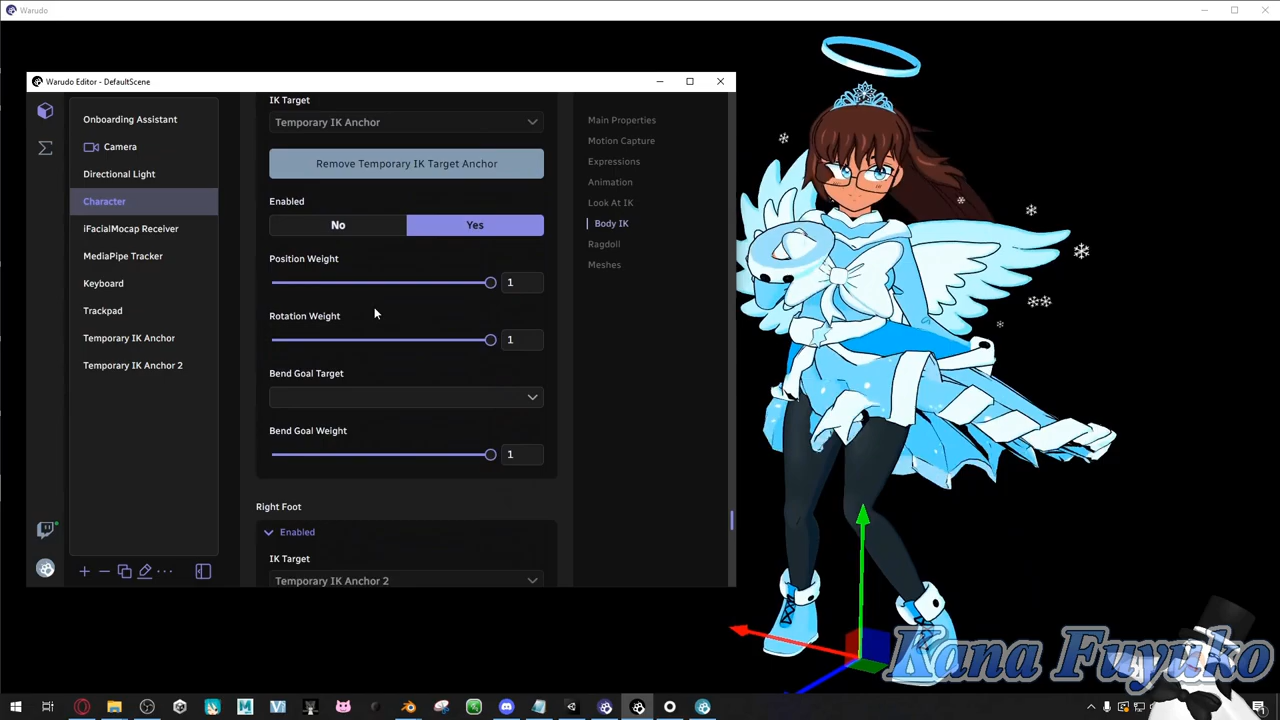 Warudo
Warudo Editor - DefaultScene
Onboarding Assistant
Camera
Directional Light
Character
iFacialMocap Receiver
MediaPipe Tracker
Keyboard
Trackpad
Temporary IK Anchor
Temporary IK Anchor 2
IK Target
Temporary IK Anchor
Remove Temporary IK Target Anchor
Enabled
No
Yes
Position Weight
1
Rotation Weight
1
Bend Goal Target
Bend Goal Weight
1
Right Foot
Enabled
IK Target
Temporary IK Anchor 2
Main Properties
Motion Capture
Expressions
Animation
Look At IK
Body IK
Ragdoll
Meshes
Kana Fuyuko